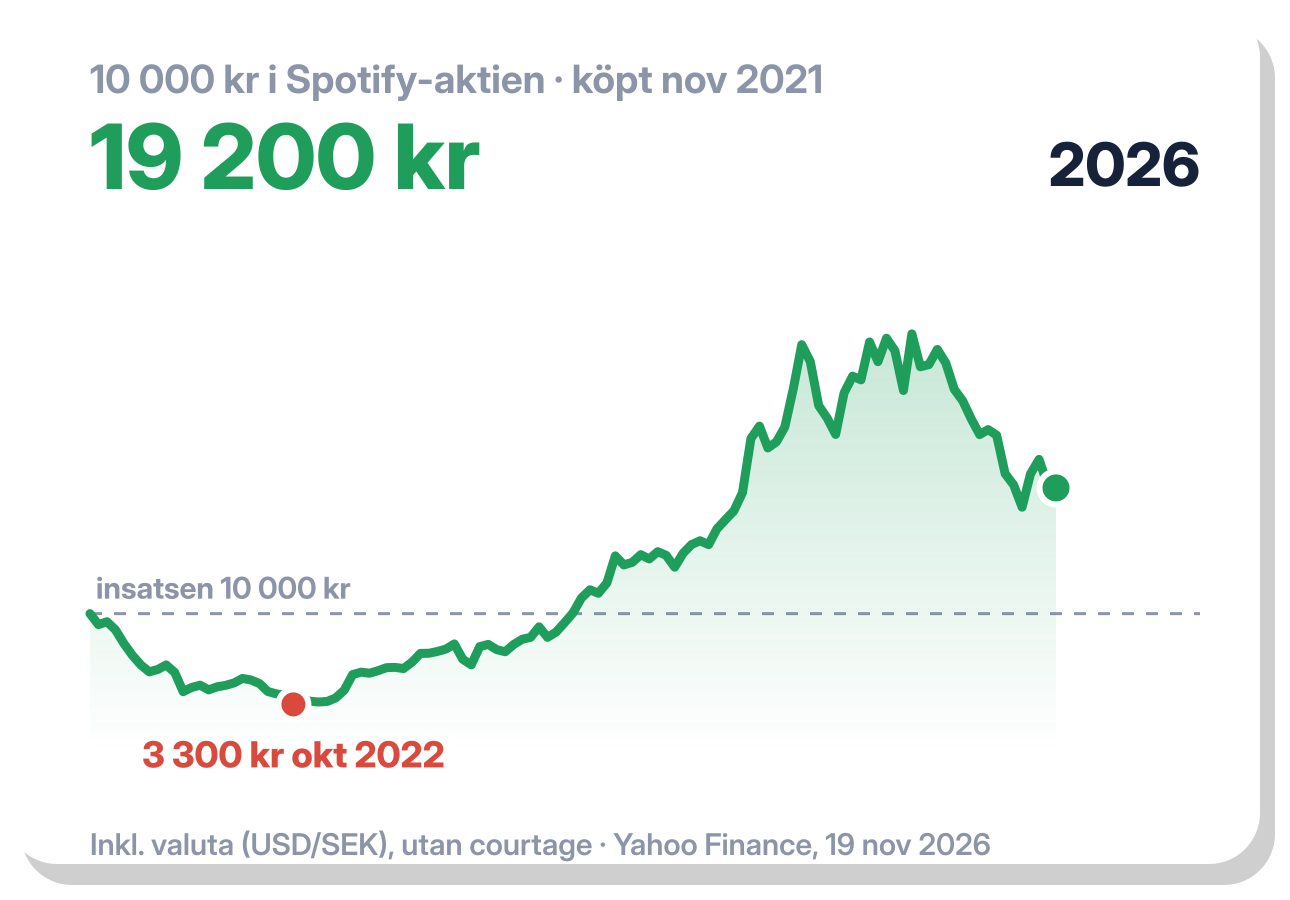 10 000 kr i Spotify-aktien · köpt nov 2021
19 200 kr
2026
insatsen 10 000 kr
3 300 kr okt 2022
Inkl. valuta (USD/SEK), utan courtage · Yahoo Finance, 19 nov 2026